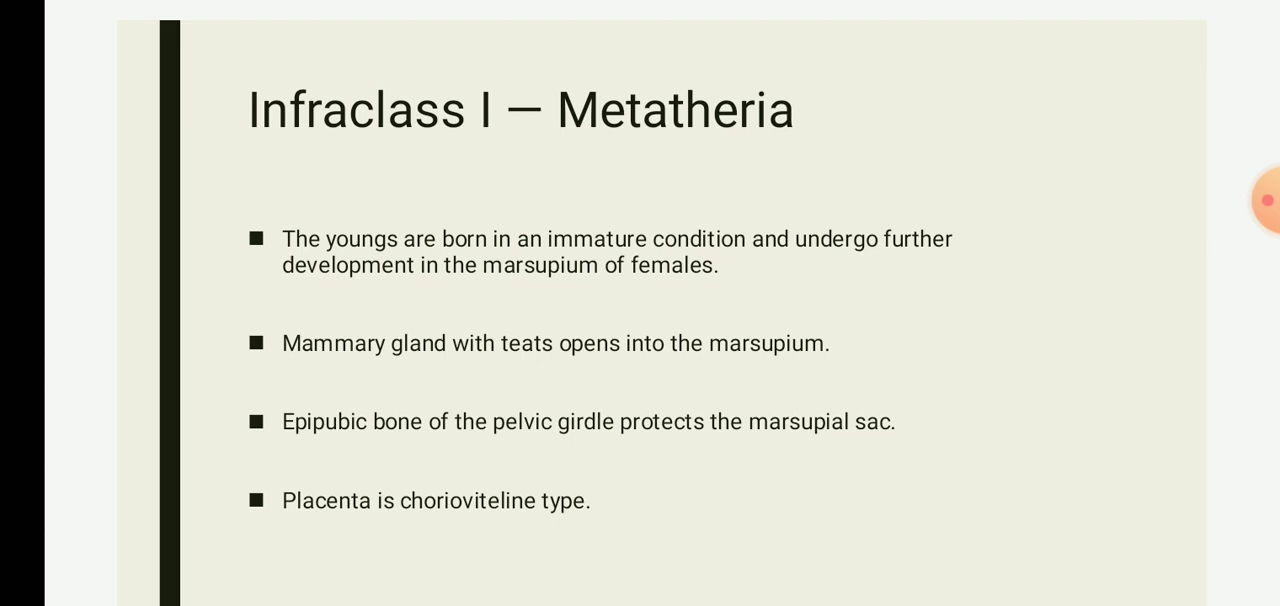 Infraclass I — Metatheria
■ The youngs are born in an immature condition and undergo further
development in the marsupium of females.
■ Mammary gland with teats opens into the marsupium.
■ Epipubic bone of the pelvic girdle protects the marsupial sac.
■ Placenta is chorioviteline type.